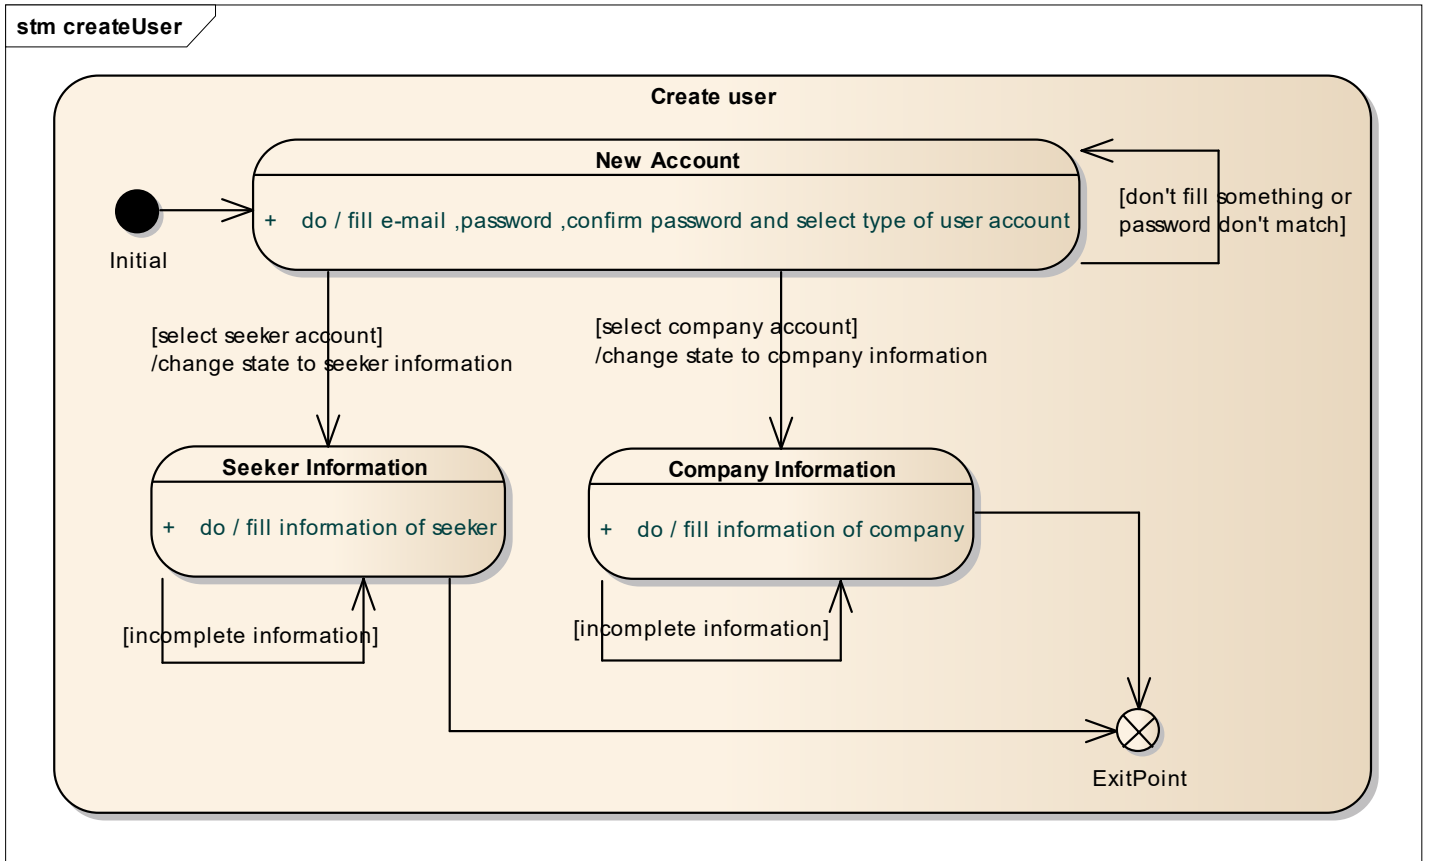 stm createUser
Create user
New Account
+ do / fill e-mail ,password ,confirm password and select type of user account
[don't fill something or
password don't match]
Initial
[select seeker account]
/change state to seeker information
[select company account]
/change state to company information
Seeker Information
+ do / fill information of seeker
Company Information
+ do / fill information of company
[incomplete information]
[incomplete information]
ExitPoint